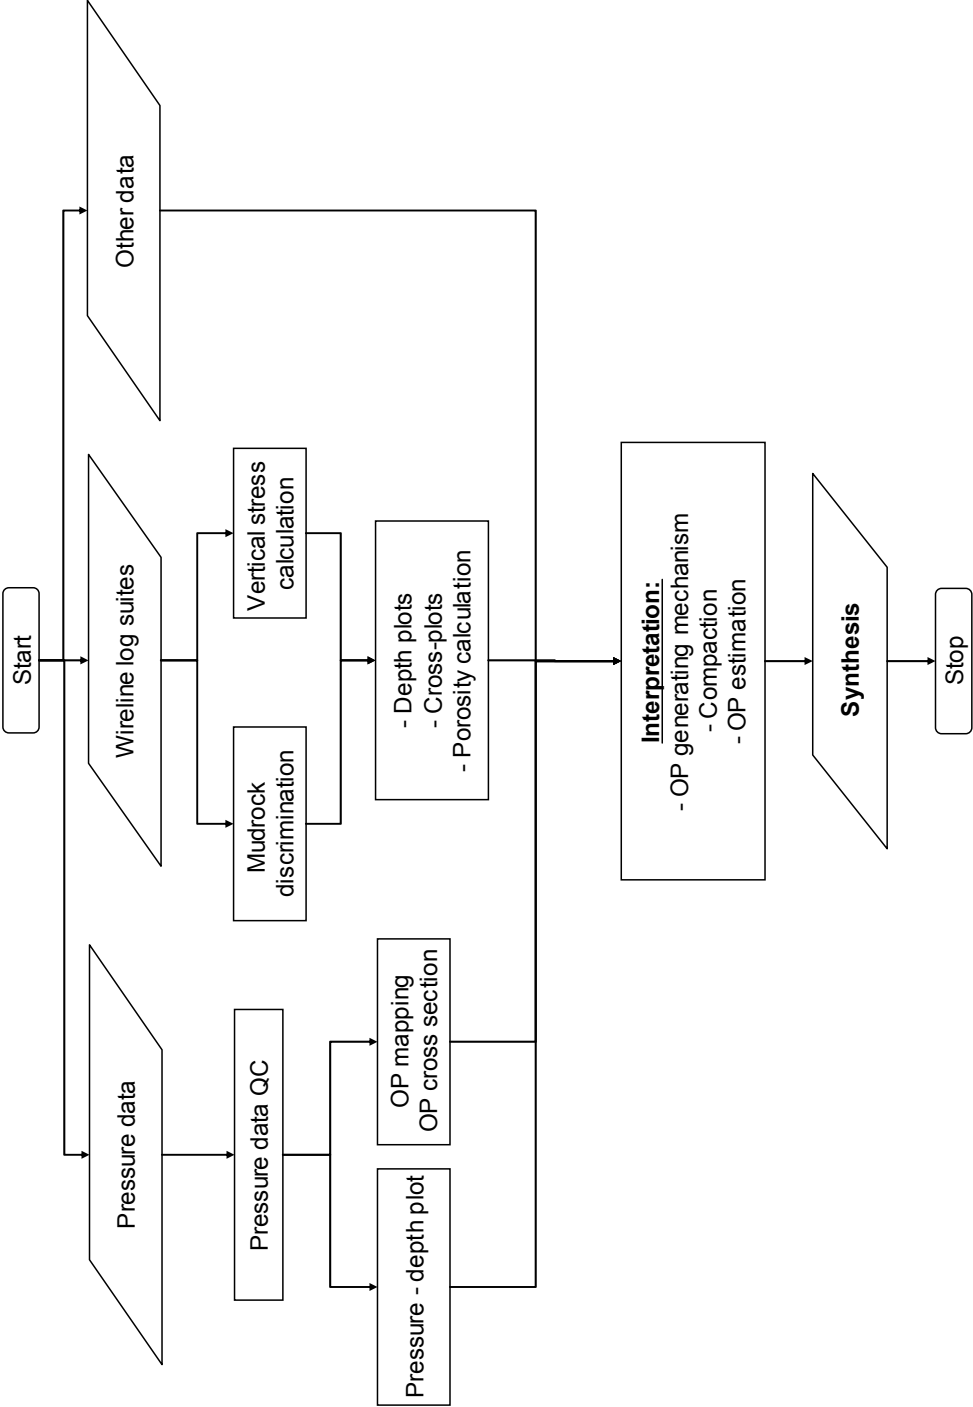 Start
Pressure data
Wireline log suites
Other data
Pressure data QC
Mudrock
discrimination
Vertical stress
calculation
Pressure - depth plot
OP mapping
OP cross section
- Depth plots
- Cross-plots
- Porosity calculation
Interpretation:
- OP generating mechanism
- Compaction
- OP estimation
Synthesis
Stop